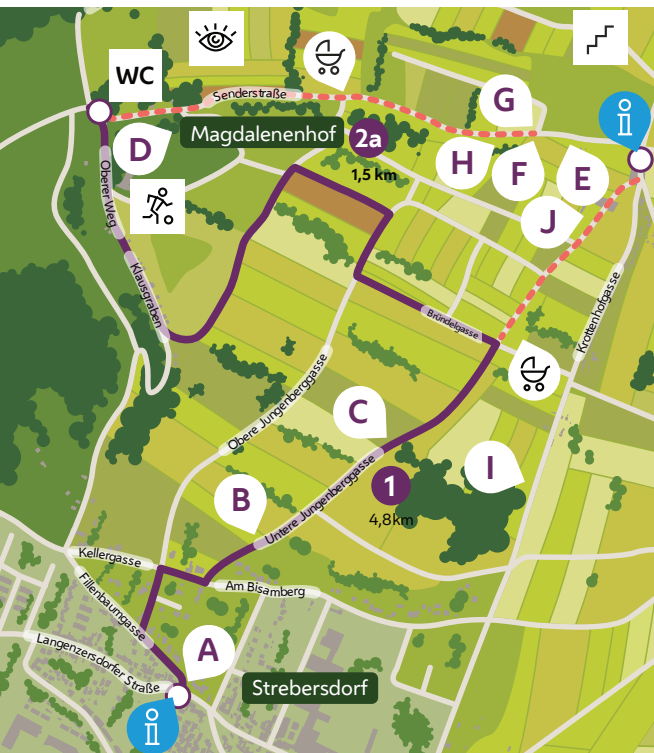 WC
Senderstraße
G
i
Magdalenenhof
2a
D
H
F
E
1,5 km
Oberer Weg
J
Klausgraben
Krottenhofgasse
Bründelgasse
Obere Jungenberggasse
C
I
1
B
4,8km
Untere Jungenberggasse
Kellergasse
Am Bisamberg
Fillenbaumgasse
A
Langenzersdorfer Straße
Strebersdorf
i